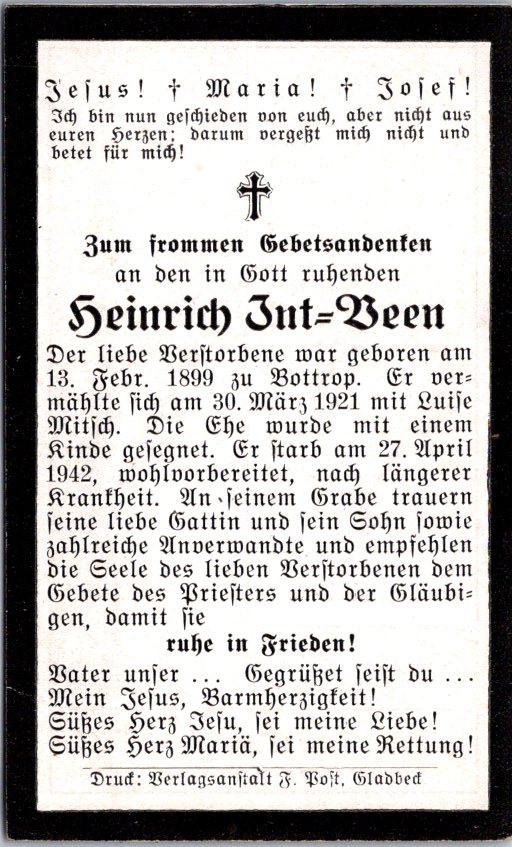 Jesus! † Maria! † Josef!
Ich bin nun geschieden von euch, aber nicht aus
euren Herzen; darum vergeßt mich nicht und
betet für mich!
Zum frommen Gebetsandenken
an den in Gott ruhenden
Heinrich Int-Veen
Der liebe Verstorbene war geboren am
13. Febr. 1899 zu Bottrop. Er ver-
mählte sich am 30. März 1921 mit Luise
Mitsch. Die Ehe wurde mit einem
Kinde gesegnet. Er starb am 27. April
1942, wohlvorbereitet, nach längerer
Krankheit. An seinem Grabe trauern
seine liebe Gattin und sein Sohn sowie
zahlreiche Anverwandte und empfehlen
die Seele des lieben Verstorbenen dem
Gebete des Priesters und der Gläubi-
gen, damit sie
ruhe in Frieden!
Vater unser ... Gegrüßet seist du ...
Mein Jesus, Barmherzigkeit!
Süßes Herz Jesu, sei meine Liebe!
Süßes Herz Mariä, sei meine Rettung!
Druck: Verlagsanstalt F. Post, Gladbeck